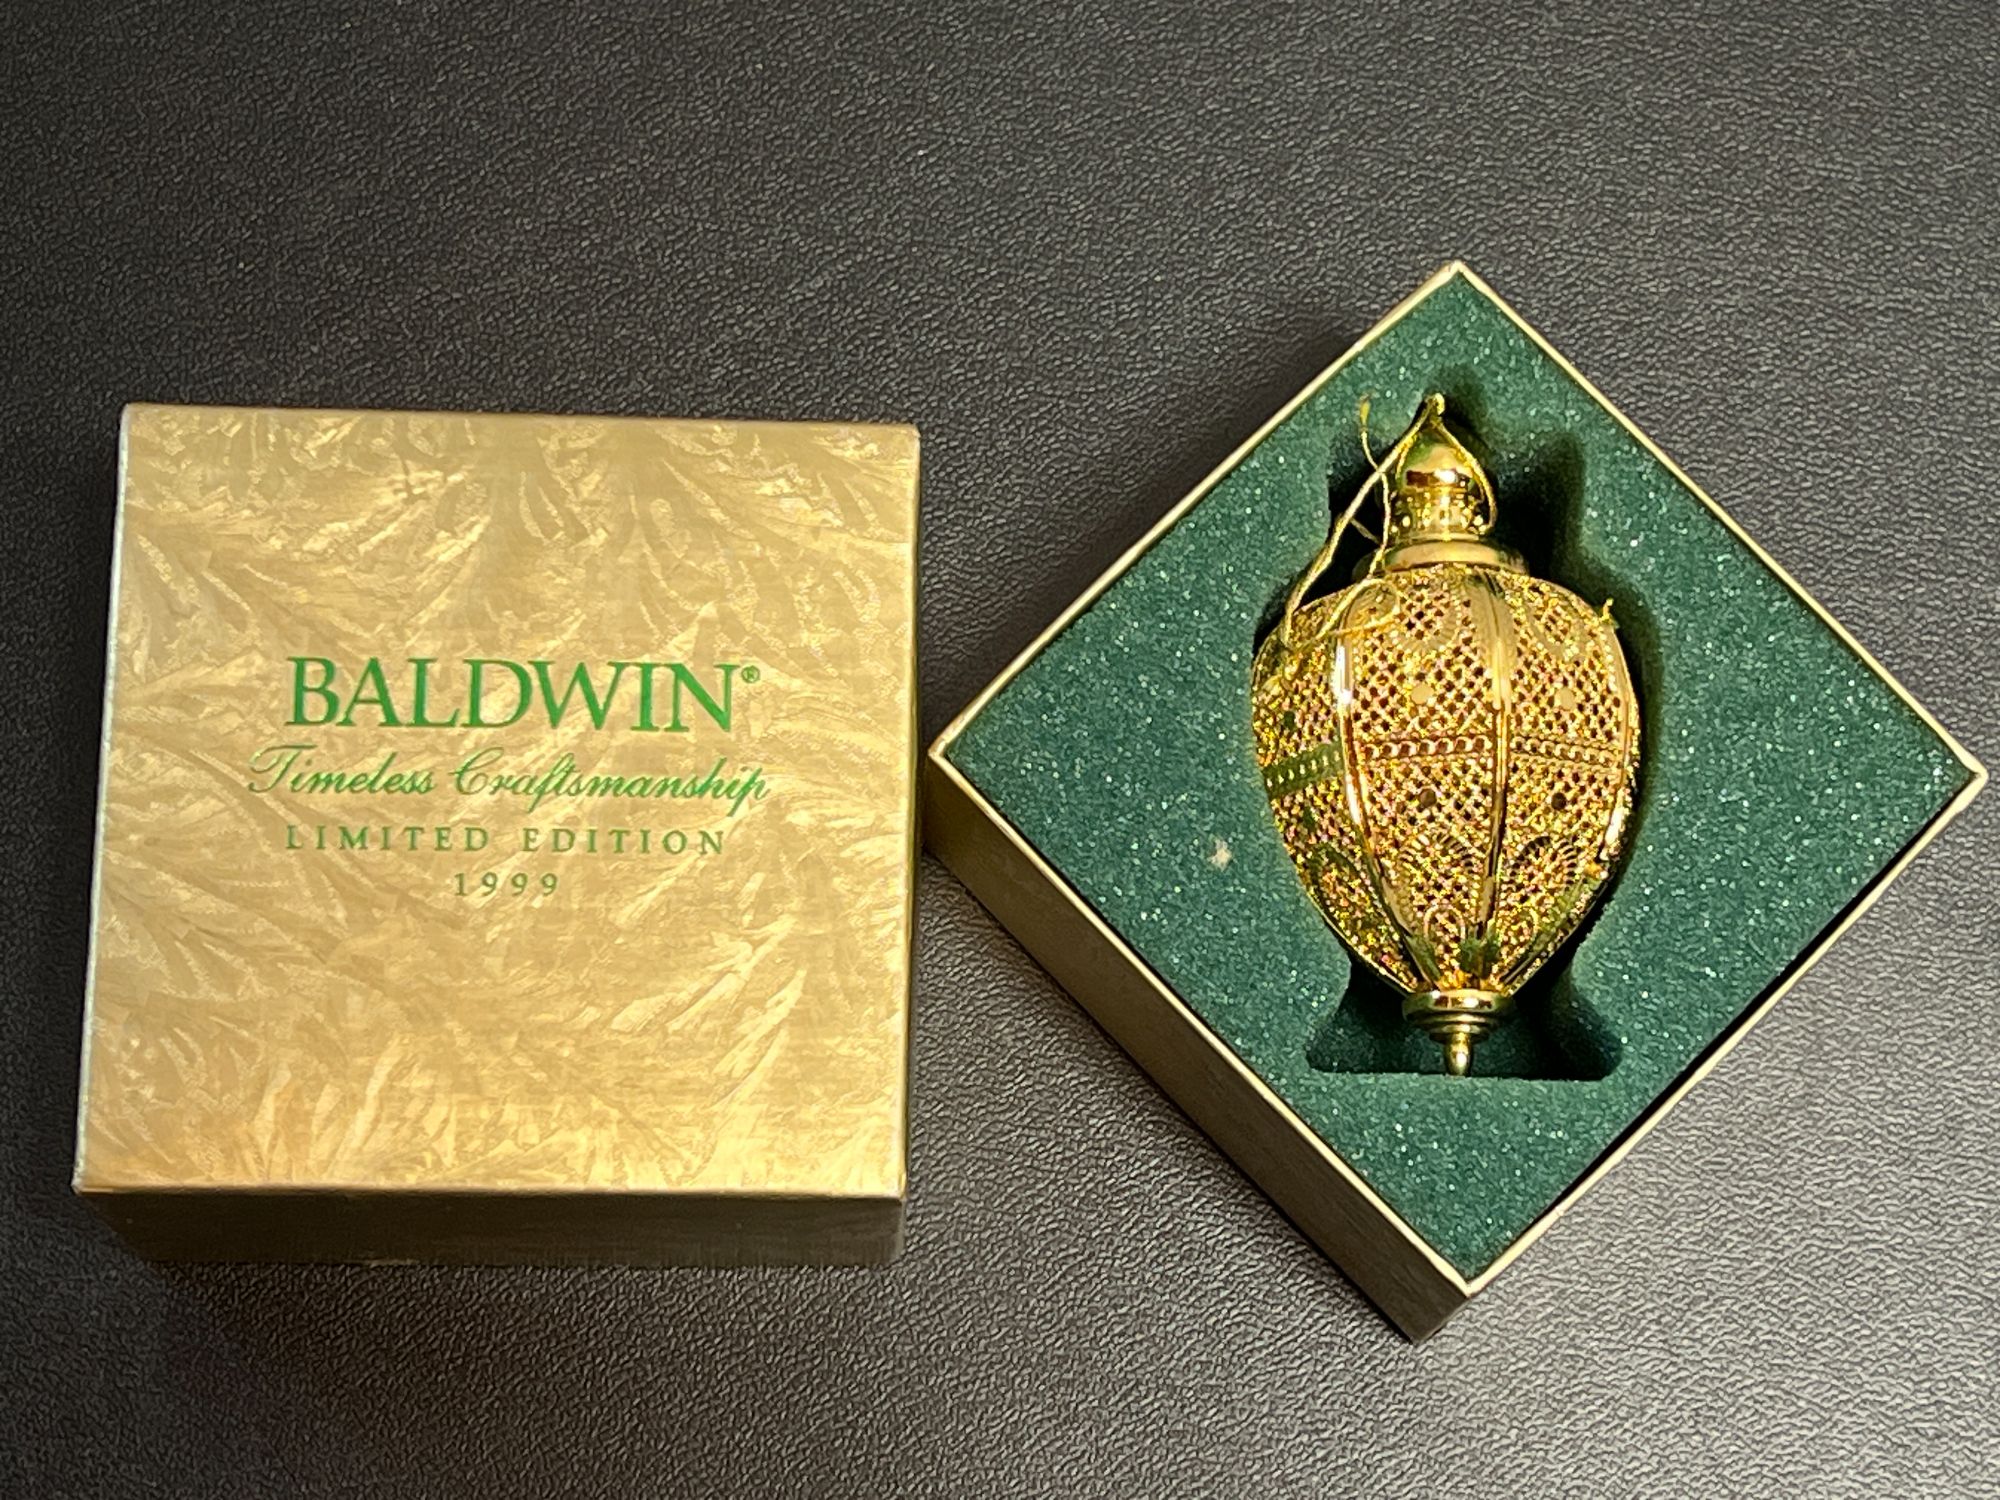 BALDWIN®
Timeless Craftsmanship
LIMITED EDITION
1999